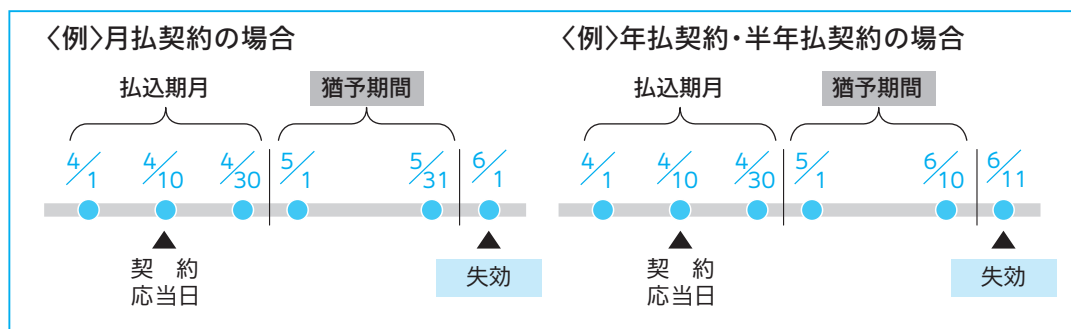 〈例〉月払契約の場合
払込期月
猶予期間
4/1
4/10
4/30
5/1
5/31
6/1
契約
応当日
失効
〈例〉年払契約・半年払契約の場合
払込期月
猶予期間
4/1
4/10
4/30
5/1
6/10
6/11
契約
応当日
失効